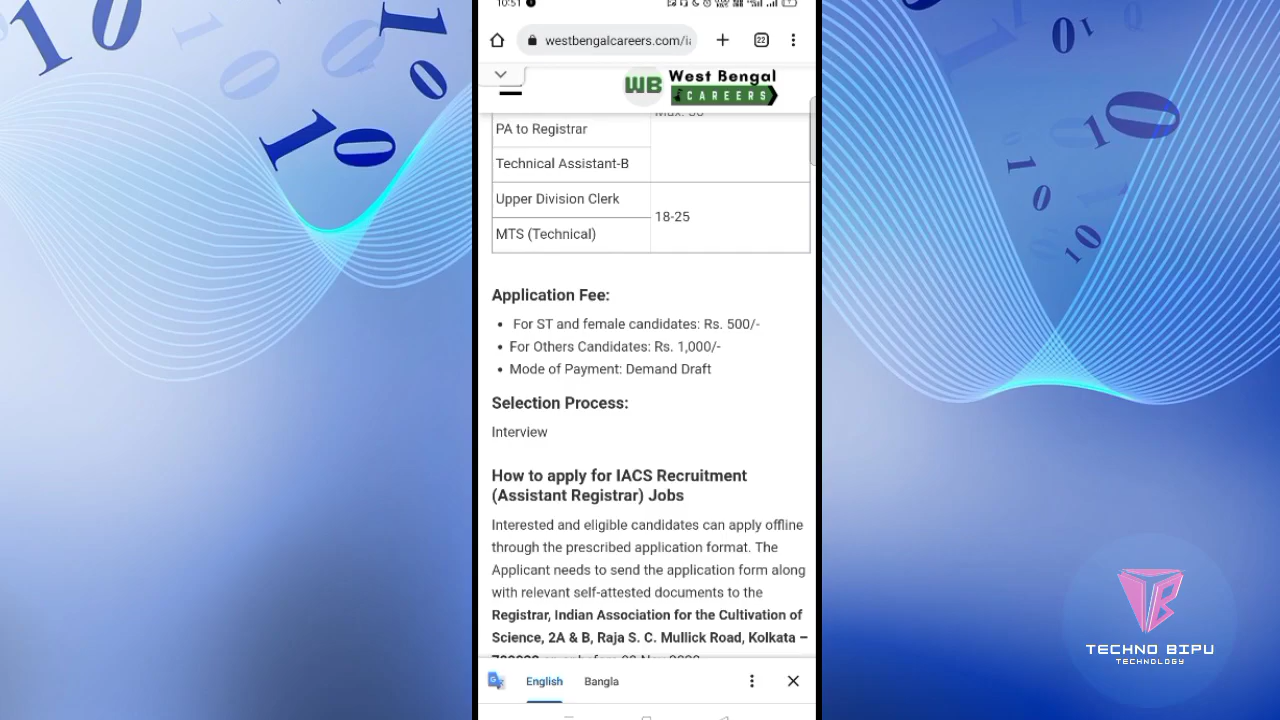 10:51
westbengalcareers.com/ia
22
WB West Bengal
CAREERS
PA to Registrar
Technical Assistant-B
Upper Division Clerk
18-25
MTS (Technical)
Application Fee:
For ST and female candidates: Rs. 500/-
For Others Candidates: Rs. 1,000/-
Mode of Payment: Demand Draft
Selection Process:
Interview
How to apply for IACS Recruitment
(Assistant Registrar) Jobs
Interested and eligible candidates can apply offline
through the prescribed application format. The
Applicant needs to send the application form along
with relevant self-attested documents to the
Registrar, Indian Association for the Cultivation of
Science, 2A & B, Raja S. C. Mullick Road, Kolkata –
English Bangla
TECHNO BIPU
TECHNOLOGY